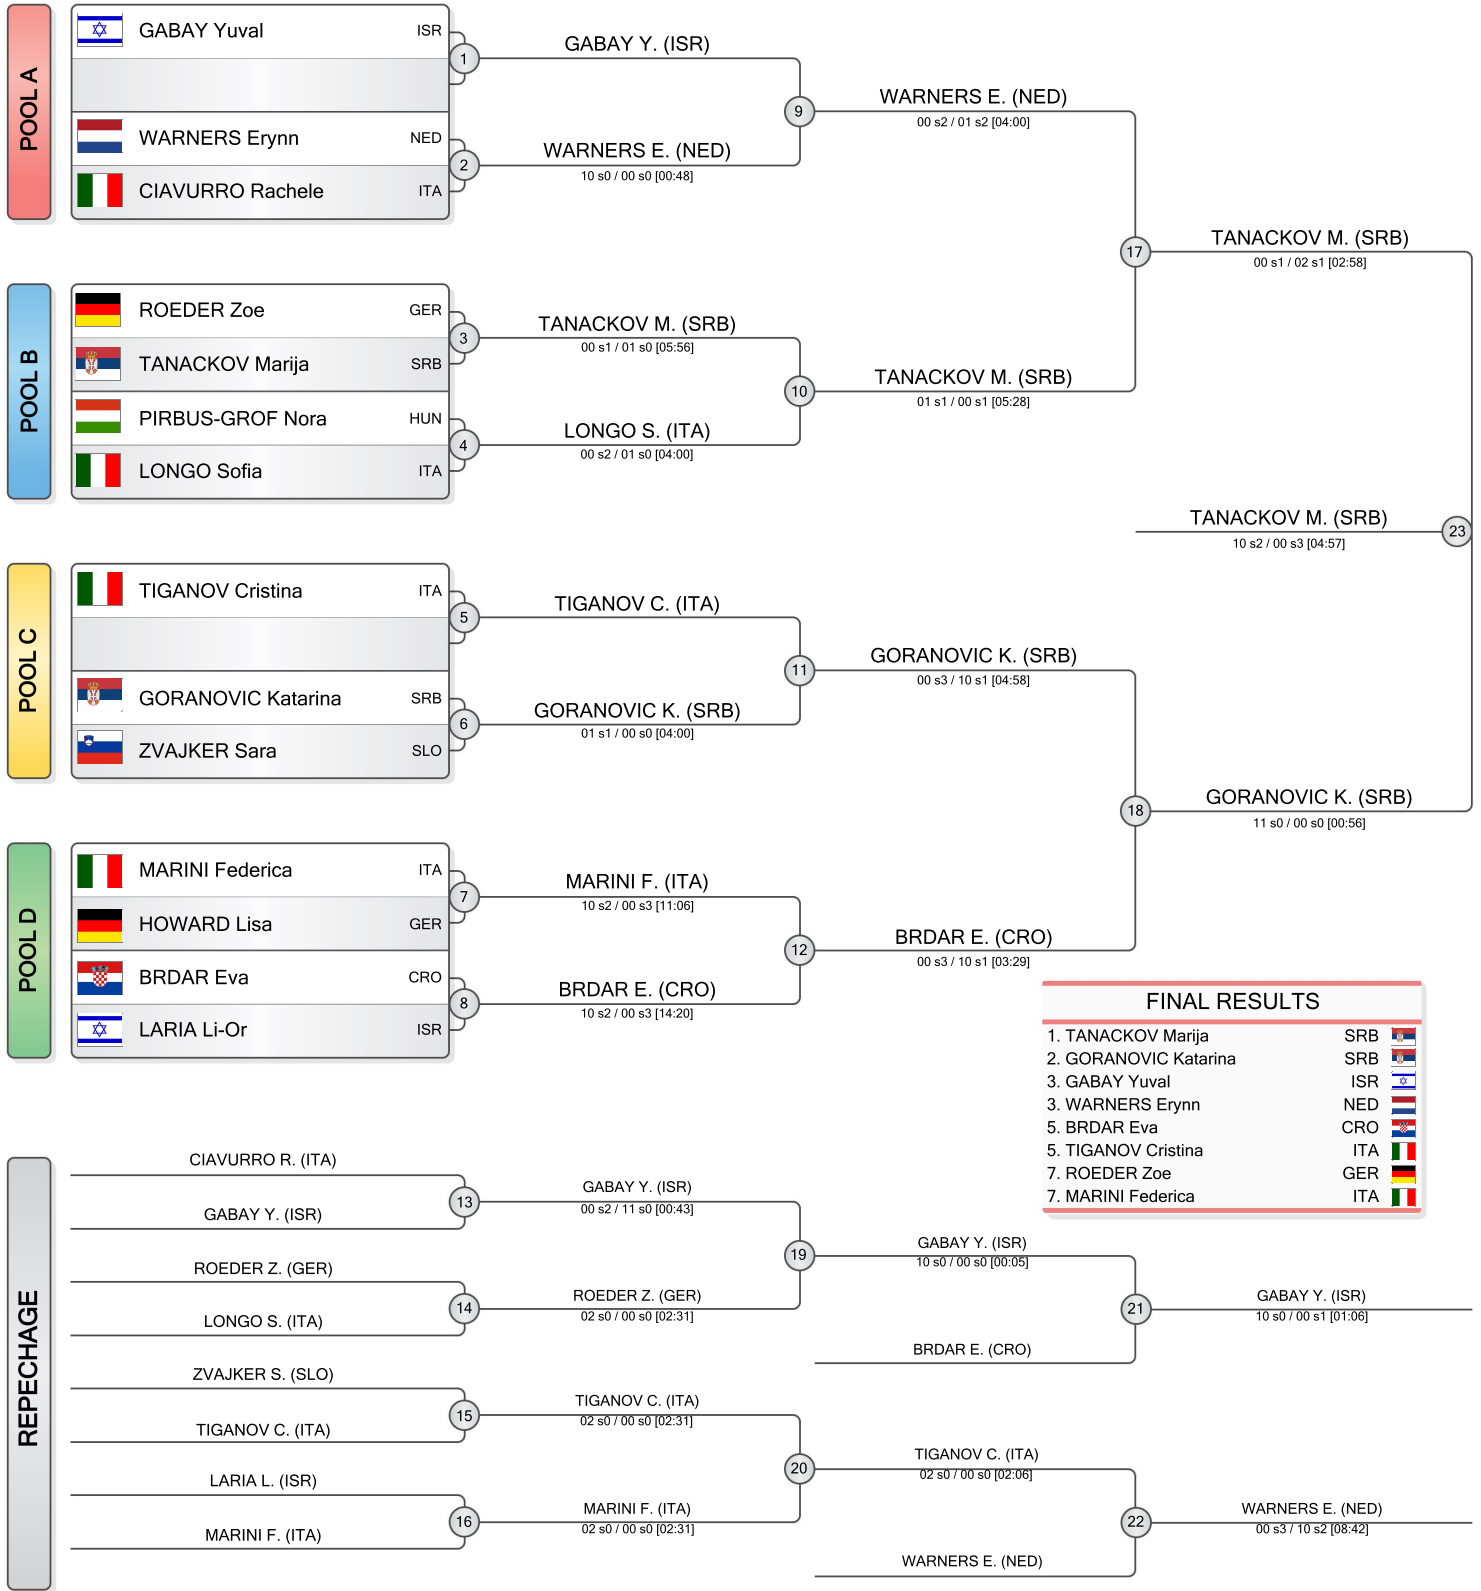 POOL A
GABAY Yuval ISR
WARNERS Erynn NED
CIAVURRO Rachele ITA
1
2
GABAY Y. (ISR)
WARNERS E. (NED)
10 s0 / 00 s0 [00:48]
9
WARNERS E. (NED)
00 s2 / 01 s2 [04:00]
POOL B
ROEDER Zoe GER
TANACKOV Marija SRB
PIRBUS-GROF Nora HUN
LONGO Sofia ITA
3
4
TANACKOV M. (SRB)
00 s1 / 01 s0 [05:56]
LONGO S. (ITA)
00 s2 / 01 s0 [04:00]
10
TANACKOV M. (SRB)
01 s1 / 00 s1 [05:28]
17
TANACKOV M. (SRB)
00 s1 / 02 s1 [02:58]
TANACKOV M. (SRB)
10 s2 / 00 s3 [04:57]
23
POOL C
TIGANOV Cristina ITA
GORANOVIC Katarina SRB
ZVAJKER Sara SLO
5
6
TIGANOV C. (ITA)
GORANOVIC K. (SRB)
01 s1 / 00 s0 [04:00]
11
GORANOVIC K. (SRB)
00 s3 / 10 s1 [04:58]
POOL D
MARINI Federica ITA
HOWARD Lisa GER
BRDAR Eva CRO
LARIA Li-Or ISR
7
8
MARINI F. (ITA)
10 s2 / 00 s3 [11:06]
BRDAR E. (CRO)
10 s2 / 00 s3 [14:20]
12
BRDAR E. (CRO)
00 s3 / 10 s1 [03:29]
18
GORANOVIC K. (SRB)
11 s0 / 00 s0 [00:56]
FINAL RESULTS
1. TANACKOV Marija SRB
2. GORANOVIC Katarina SRB
3. GABAY Yuval ISR
3. WARNERS Erynn NED
5. BRDAR Eva CRO
5. TIGANOV Cristina ITA
7. ROEDER Zoe GER
7. MARINI Federica ITA
REPECHAGE
CIAVURRO R. (ITA)
GABAY Y. (ISR)
ROEDER Z. (GER)
LONGO S. (ITA)
ZVAJKER S. (SLO)
TIGANOV C. (ITA)
LARIA L. (ISR)
MARINI F. (ITA)
13
14
15
16
GABAY Y. (ISR)
00 s2 / 11 s0 [00:43]
ROEDER Z. (GER)
02 s0 / 00 s0 [02:31]
TIGANOV C. (ITA)
02 s0 / 00 s0 [02:31]
MARINI F. (ITA)
02 s0 / 00 s0 [02:31]
19
20
GABAY Y. (ISR)
10 s0 / 00 s0 [00:05]
BRDAR E. (CRO)
TIGANOV C. (ITA)
02 s0 / 00 s0 [02:06]
WARNERS E. (NED)
21
22
GABAY Y. (ISR)
10 s0 / 00 s1 [01:06]
WARNERS E. (NED)
00 s3 / 10 s2 [08:42]